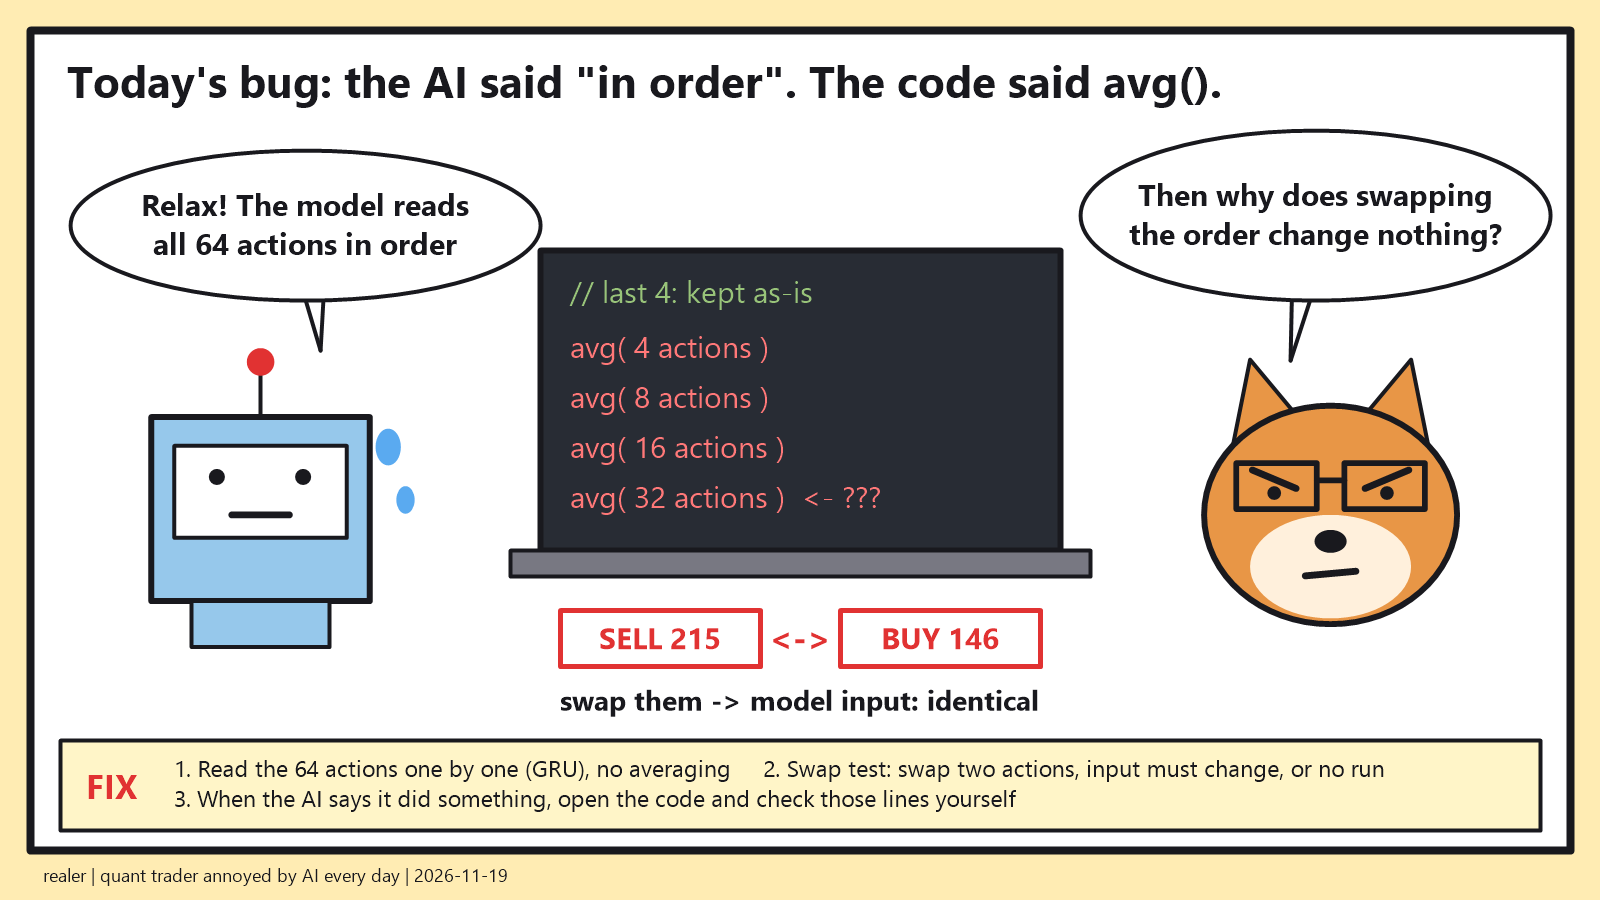 Today's bug: the AI said "in order". The code said avg().
Relax! The model reads
all 64 actions in order
Then why does swapping
the order change nothing?
// last 4: kept as-is
avg( 4 actions )
avg( 8 actions )
avg( 16 actions )
avg( 32 actions )  <- ???
SELL 215 <-> BUY 146
swap them -> model input: identical
FIX
1. Read the 64 actions one by one (GRU), no averaging 2. Swap test: swap two actions, input must change, or no run
3. When the AI says it did something, open the code and check those lines yourself
realer | quant trader annoyed by AI every day | 2026-11-19